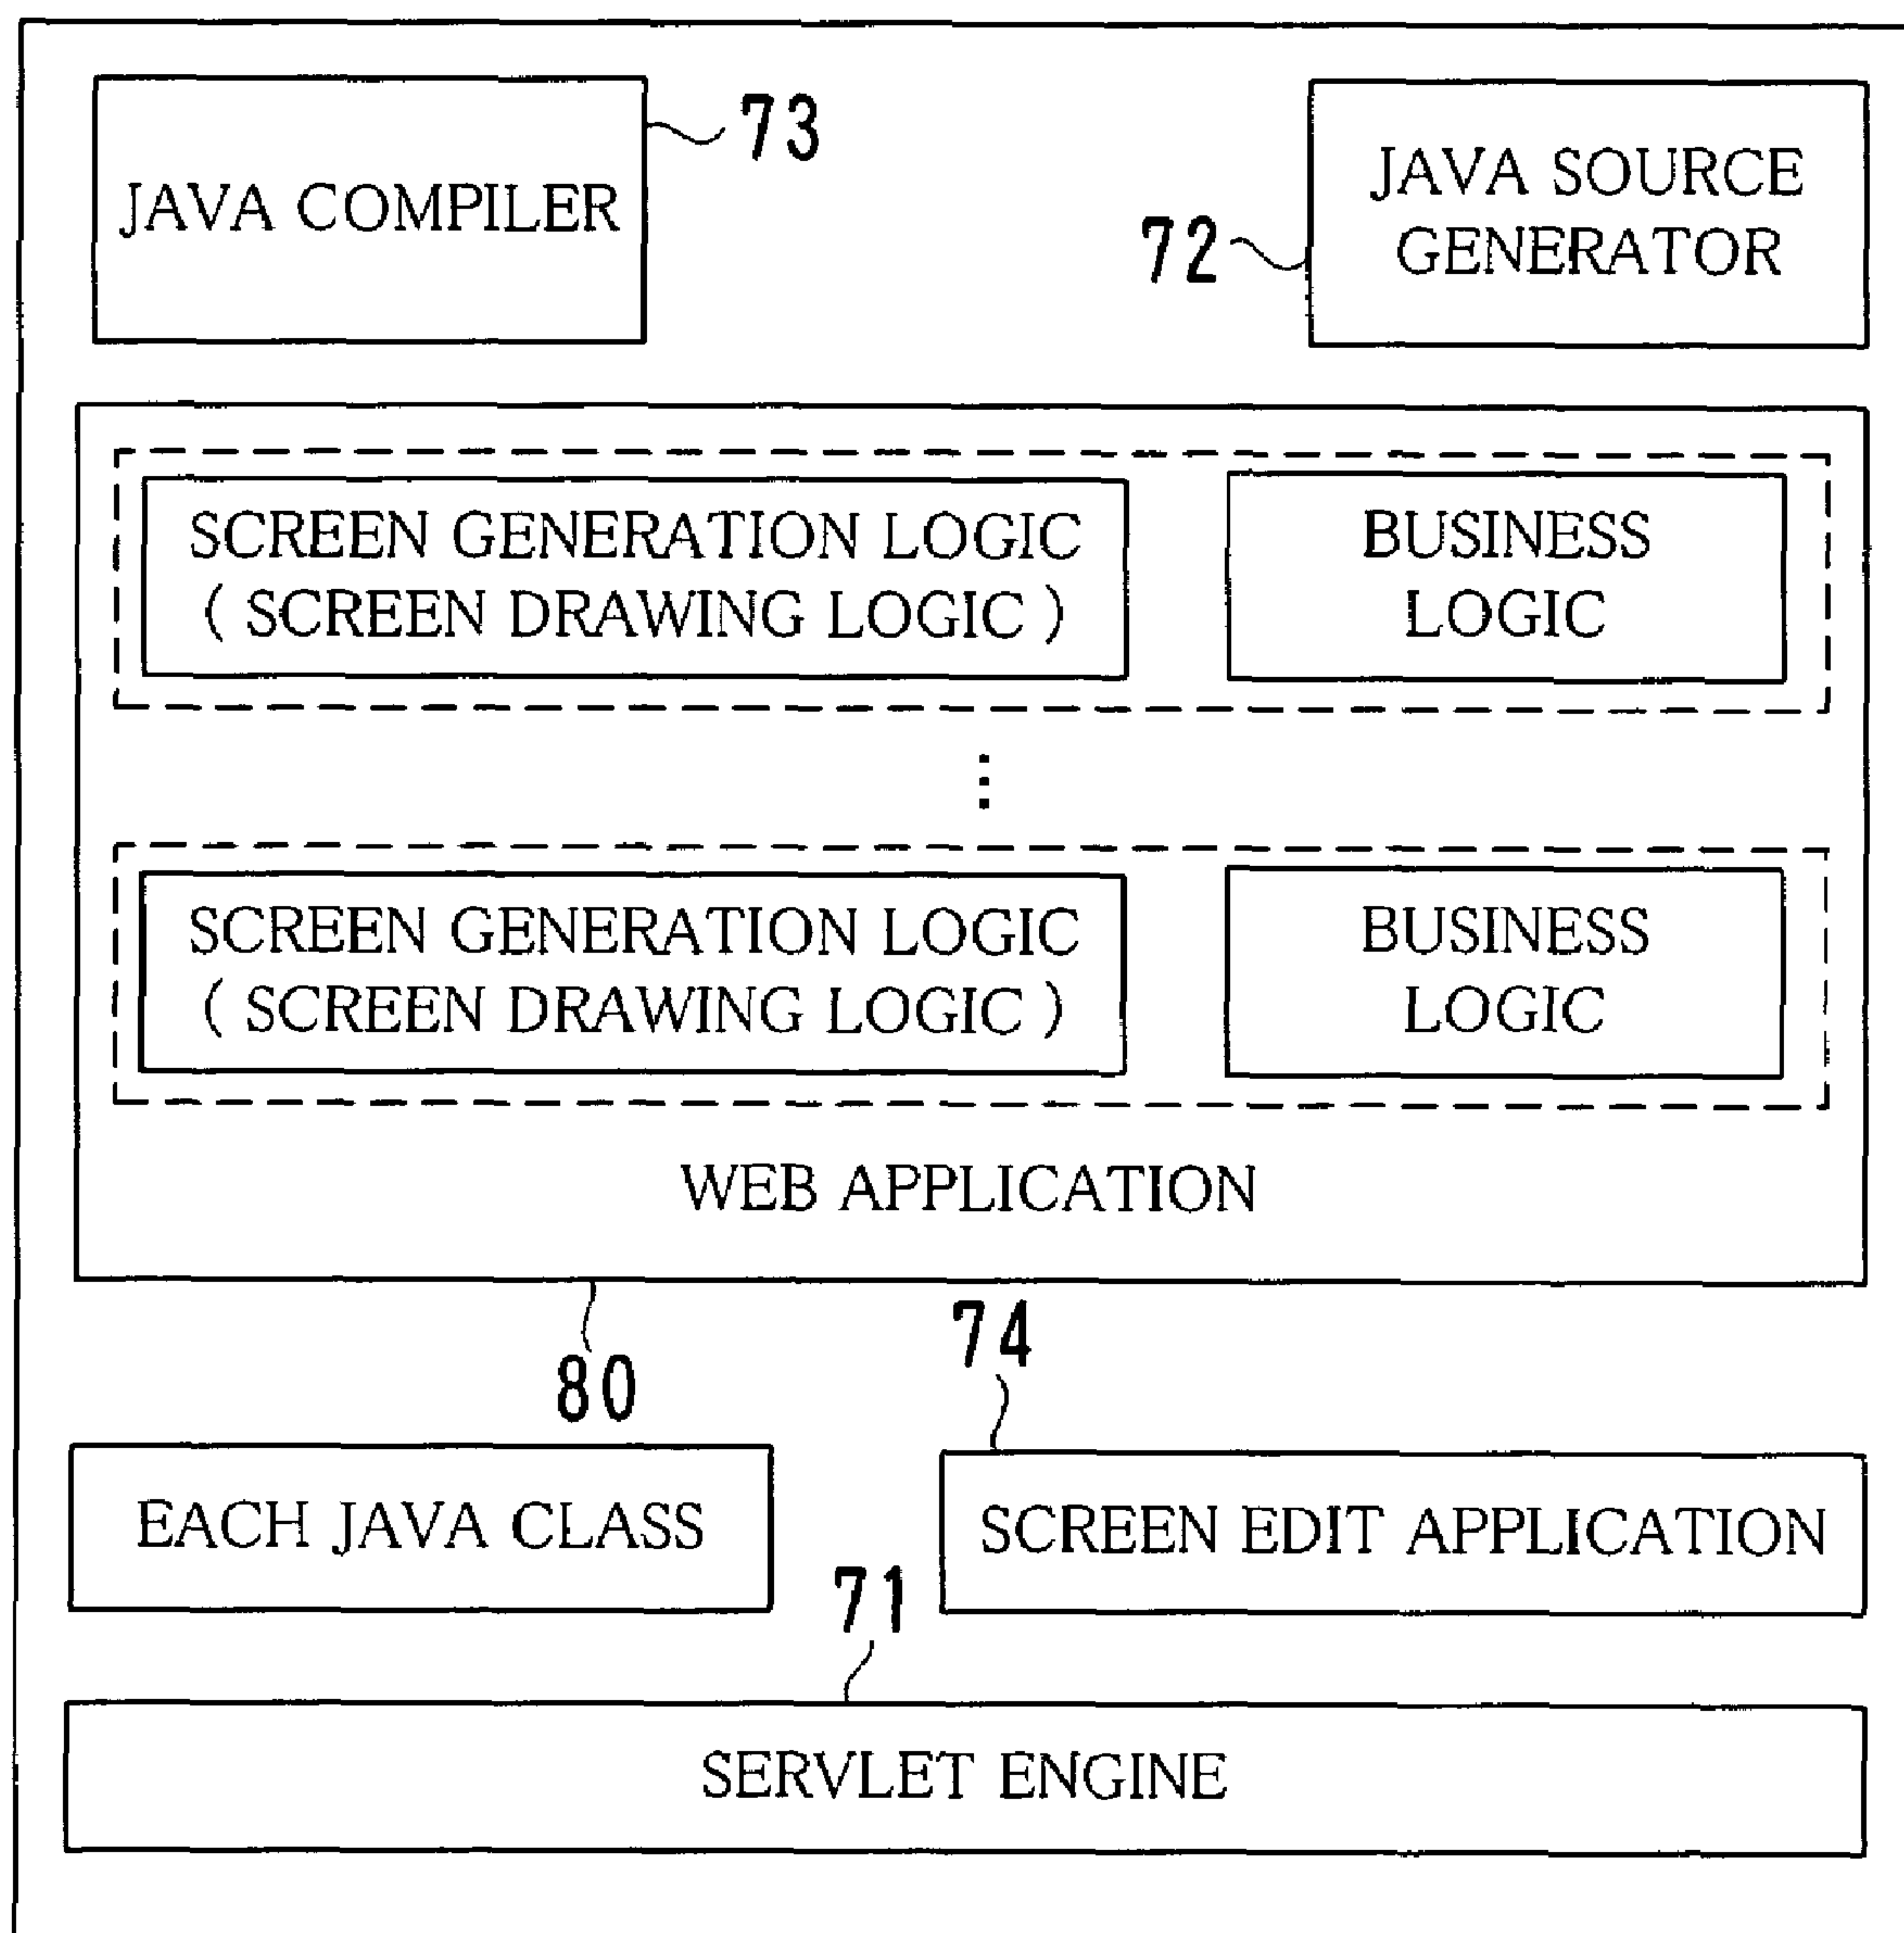 JAVA COMPILER
73
JAVA SOURCE
GENERATOR
72
SCREEN GENERATION LOGIC
( SCREEN DRAWING LOGIC )
BUSINESS
LOGIC
SCREEN GENERATION LOGIC
( SCREEN DRAWING LOGIC )
BUSINESS
LOGIC
WEB APPLICATION
80
74
EACH JAVA CLASS
SCREEN EDIT APPLICATION
71
SERVLET ENGINE